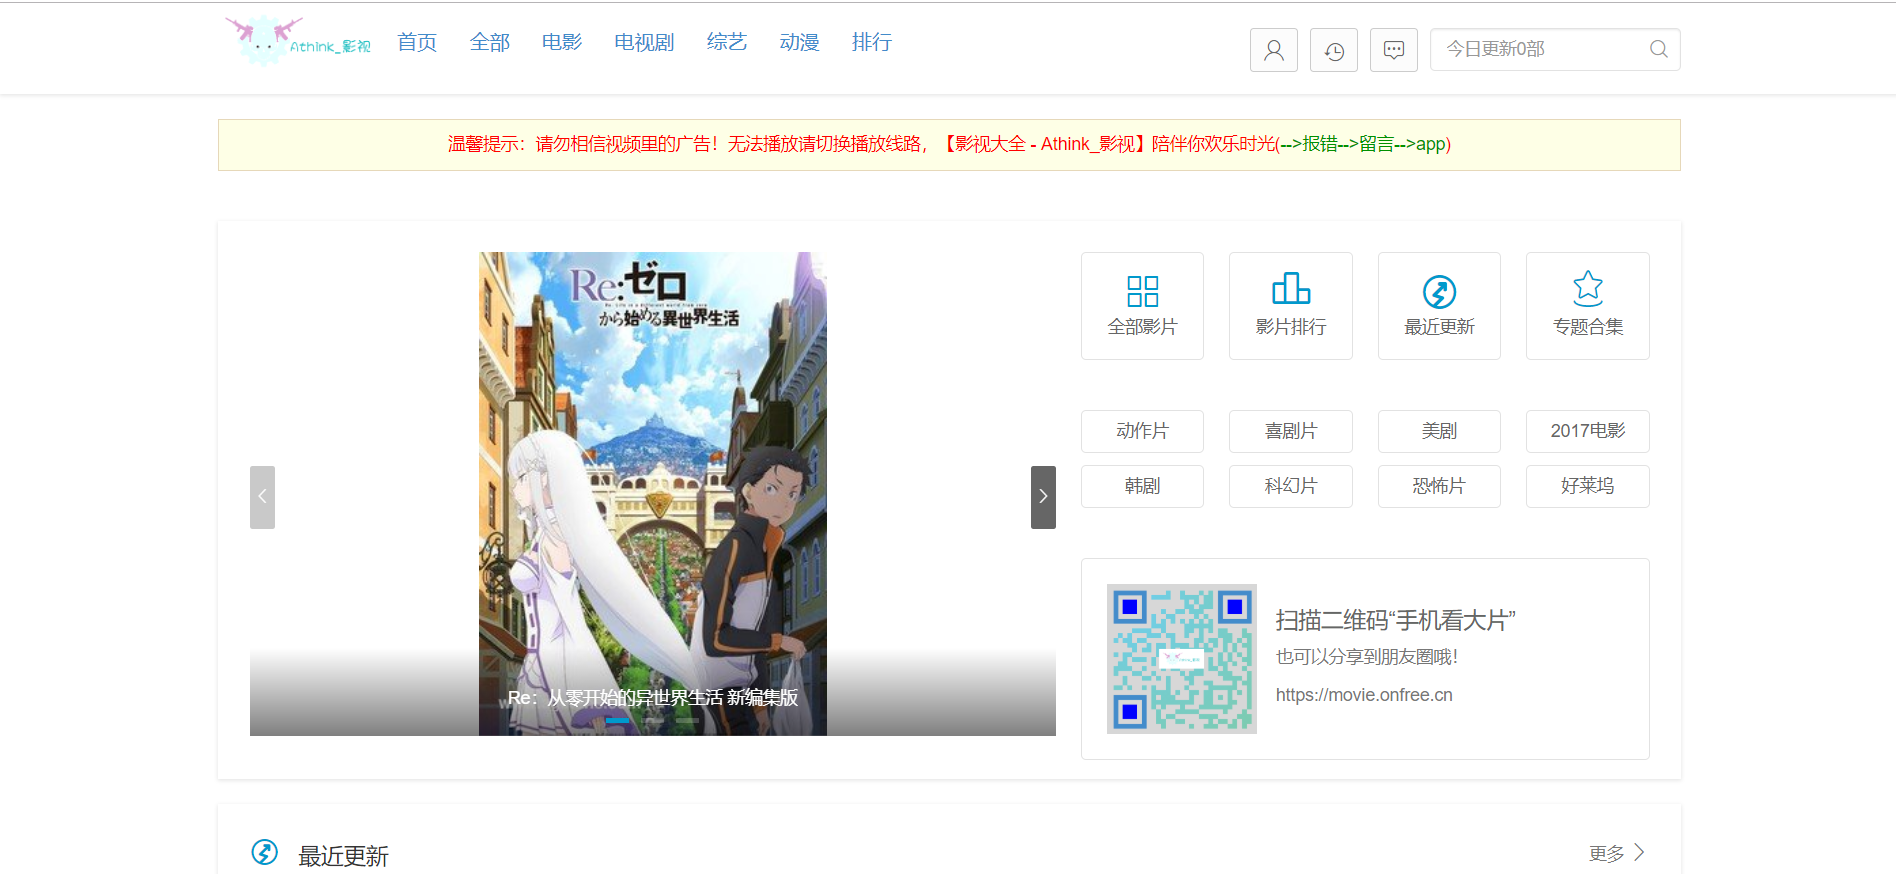 Athink_影视
首页 全部 电影 电视剧 综艺 动漫 排行
今日更新0部
温馨提示：请勿相信视频里的广告！无法播放请切换播放线路，【影视大全 - Athink_影视】陪伴你欢乐时光(-->报错-->留言-->app)
Re:ゼロ
から始める異世界生活
Re：从零开始的异世界生活 新编集版
全部影片 影片排行 最近更新 专题合集
动作片 喜剧片 美剧 2017电影
韩剧 科幻片 恐怖片 好莱坞
扫描二维码“手机看大片”
也可以分享到朋友圈哦！
https://movie.onfree.cn
最近更新
更多